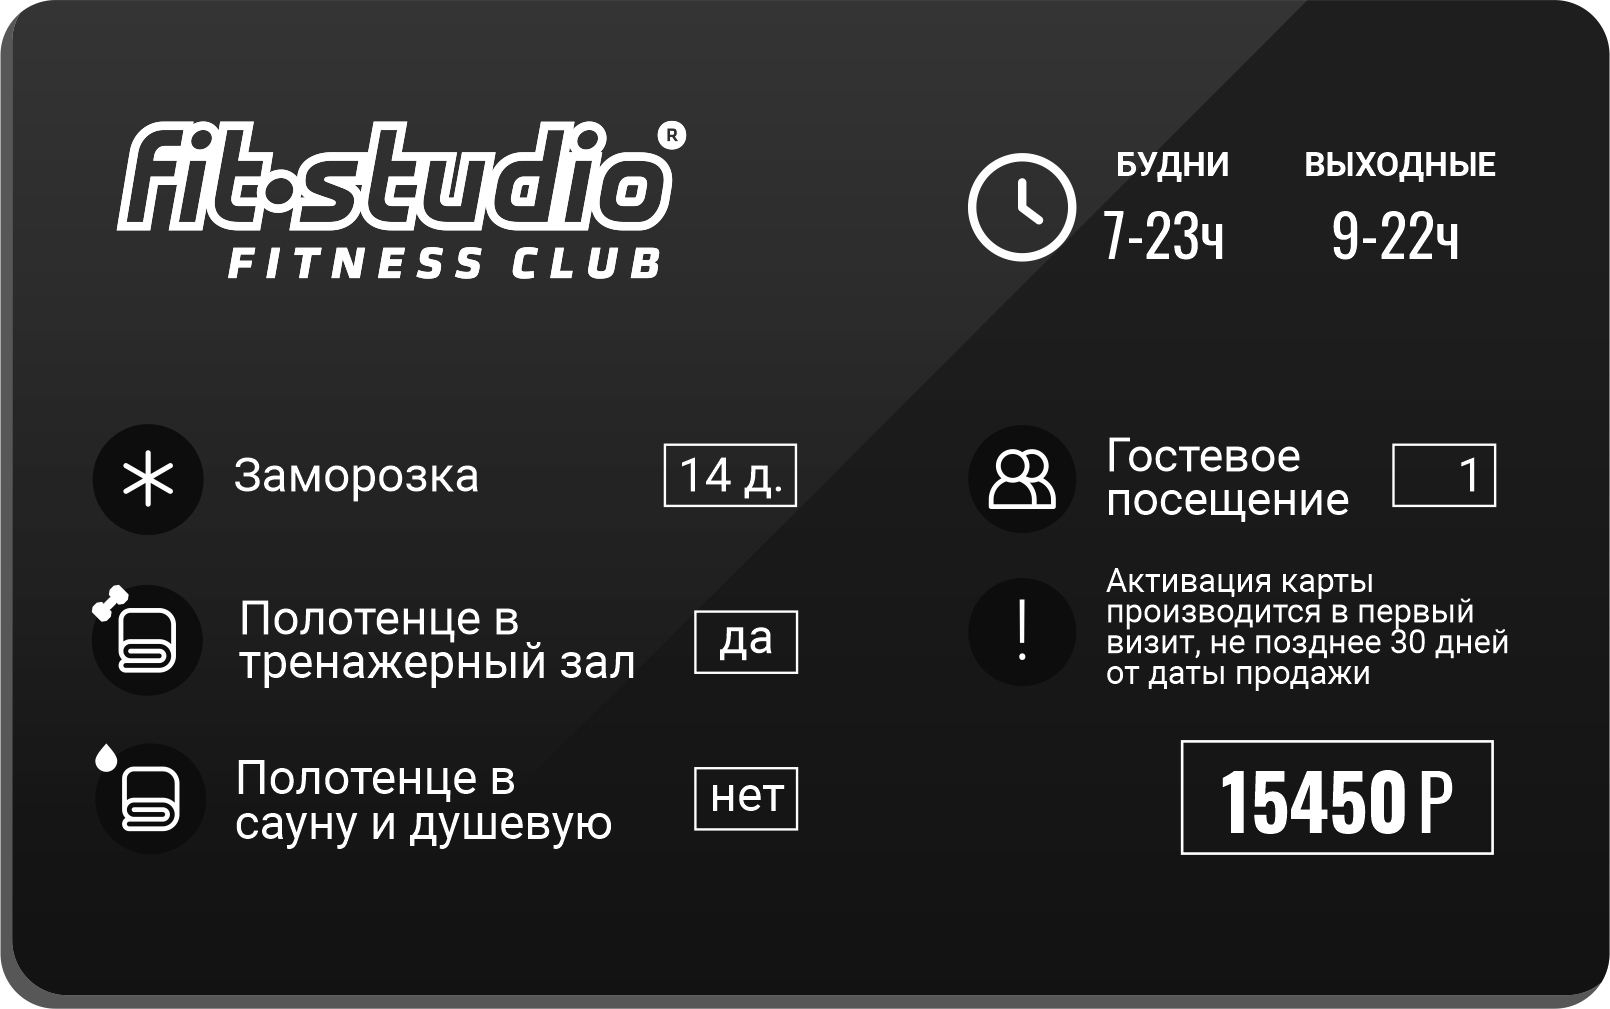 fit·studio®
FITNESS CLUB
БУДНИ
7-23ч
ВЫХОДНЫЕ
9-22ч
Заморозка
14 д.
Полотенце в
тренажерный зал
да
Полотенце в
сауну и душевую
нет
Гостевое
посещение
1
Активация карты
производится в первый
визит, не позднее 30 дней
от даты продажи
15450 Р